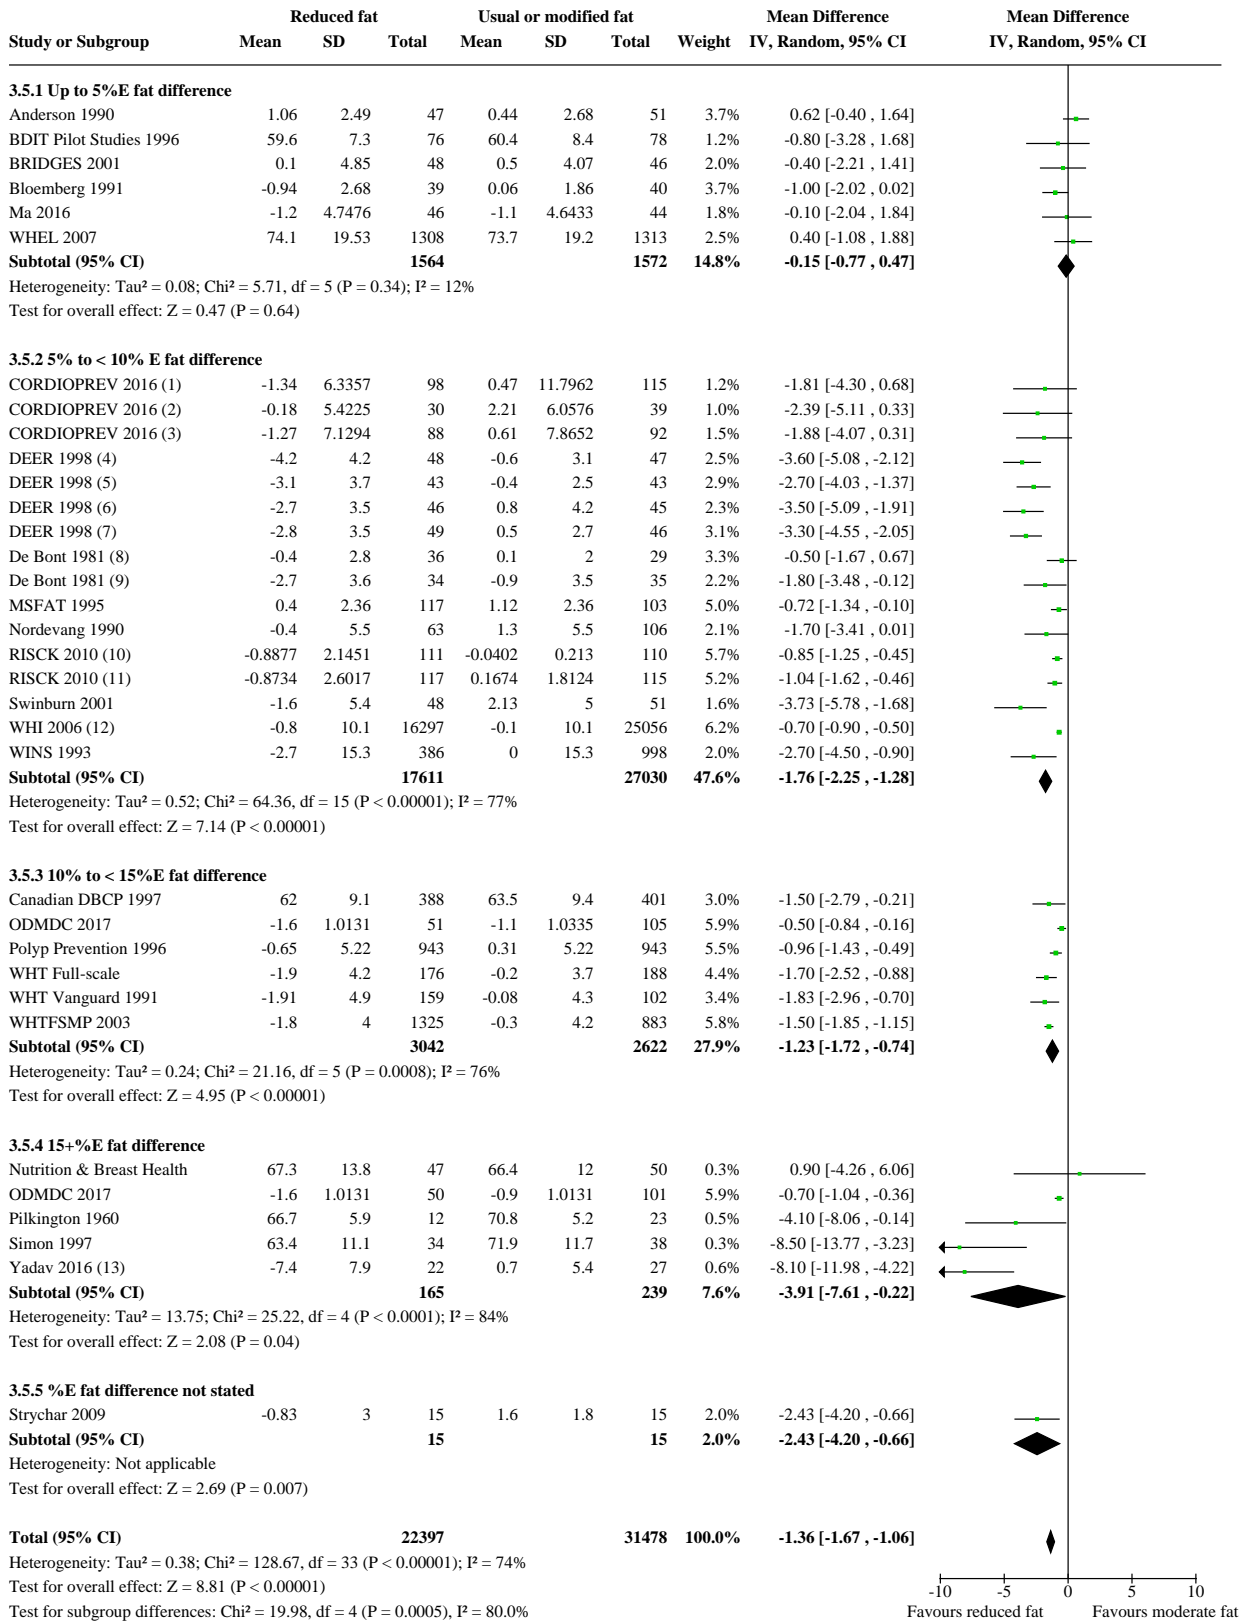 Reduced fat Usual or modified fat Mean Difference Mean Difference
Study or Subgroup Mean SD Total Mean SD Total Weight IV, Random, 95% CI IV, Random, 95% CI
3.5.1 Up to 5%E fat difference
Anderson 1990 1.06 2.49 47 0.44 2.68 51 3.7% 0.62 [-0.40 , 1.64]
BDIT Pilot Studies 1996 59.6 7.3 76 60.4 8.4 78 1.2% -0.80 [-3.28 , 1.68]
BRIDGES 2001 0.1 4.85 48 0.5 4.07 46 2.0% -0.40 [-2.21 , 1.41]
Bloemberg 1991 -0.94 2.68 39 0.06 1.86 40 3.7% -1.00 [-2.02 , 0.02]
Ma 2016 -1.2 4.7476 46 -1.1 4.6433 44 1.8% -0.10 [-2.04 , 1.84]
WHEL 2007 74.1 19.53 1308 73.7 19.2 1313 2.5% 0.40 [-1.08 , 1.88]
Subtotal (95% CI) 1564 1572 14.8% -0.15 [-0.77 , 0.47]
Heterogeneity: Tau² = 0.08; Chi² = 5.71, df = 5 (P = 0.34); I² = 12%
Test for overall effect: Z = 0.47 (P = 0.64)
3.5.2 5% to < 10% E fat difference
CORDIOPREV 2016 (1) -1.34 6.3357 98 0.47 11.7962 115 1.2% -1.81 [-4.30 , 0.68]
CORDIOPREV 2016 (2) -0.18 5.4225 30 2.21 6.0576 39 1.0% -2.39 [-5.11 , 0.33]
CORDIOPREV 2016 (3) -1.27 7.1294 88 0.61 7.8652 92 1.5% -1.88 [-4.07 , 0.31]
DEER 1998 (4) -4.2 4.2 48 -0.6 3.1 47 2.5% -3.60 [-5.08 , -2.12]
DEER 1998 (5) -3.1 3.7 43 -0.4 2.5 43 2.9% -2.70 [-4.03 , -1.37]
DEER 1998 (6) -2.7 3.5 46 0.8 4.2 45 2.3% -3.50 [-5.09 , -1.91]
DEER 1998 (7) -2.8 3.5 49 0.5 2.7 46 3.1% -3.30 [-4.55 , -2.05]
De Bont 1981 (8) -0.4 2.8 36 0.1 2 29 3.3% -0.50 [-1.67 , 0.67]
De Bont 1981 (9) -2.7 3.6 34 -0.9 3.5 35 2.2% -1.80 [-3.48 , -0.12]
MSFAT 1995 0.4 2.36 117 1.12 2.36 103 5.0% -0.72 [-1.34 , -0.10]
Nordevang 1990 -0.4 5.5 63 1.3 5.5 106 2.1% -1.70 [-3.41 , 0.01]
RISCK 2010 (10) -0.8877 2.1451 111 -0.0402 0.213 110 5.7% -0.85 [-1.25 , -0.45]
RISCK 2010 (11) -0.8734 2.6017 117 0.1674 1.8124 115 5.2% -1.04 [-1.62 , -0.46]
Swinburn 2001 -1.6 5.4 48 2.13 5 51 1.6% -3.73 [-5.78 , -1.68]
WHI 2006 (12) -0.8 10.1 16297 -0.1 10.1 25056 6.2% -0.70 [-0.90 , -0.50]
WINS 1993 -2.7 15.3 386 0 15.3 998 2.0% -2.70 [-4.50 , -0.90]
Subtotal (95% CI) 17611 27030 47.6% -1.76 [-2.25 , -1.28]
Heterogeneity: Tau² = 0.52; Chi² = 64.36, df = 15 (P < 0.00001); I² = 77%
Test for overall effect: Z = 7.14 (P < 0.00001)
3.5.3 10% to < 15%E fat difference
Canadian DBCP 1997 62 9.1 388 63.5 9.4 401 3.0% -1.50 [-2.79 , -0.21]
ODMDC 2017 -1.6 1.0131 51 -1.1 1.0335 105 5.9% -0.50 [-0.84 , -0.16]
Polyp Prevention 1996 -0.65 5.22 943 0.31 5.22 943 5.5% -0.96 [-1.43 , -0.49]
WHT Full-scale -1.9 4.2 176 -0.2 3.7 188 4.4% -1.70 [-2.52 , -0.88]
WHT Vanguard 1991 -1.91 4.9 159 -0.08 4.3 102 3.4% -1.83 [-2.96 , -0.70]
WHTFSMP 2003 -1.8 4 1325 -0.3 4.2 883 5.8% -1.50 [-1.85 , -1.15]
Subtotal (95% CI) 3042 2622 27.9% -1.23 [-1.72 , -0.74]
Heterogeneity: Tau² = 0.24; Chi² = 21.16, df = 5 (P = 0.0008); I² = 76%
Test for overall effect: Z = 4.95 (P < 0.00001)
3.5.4 15+%E fat difference
Nutrition & Breast Health 67.3 13.8 47 66.4 12 50 0.3% 0.90 [-4.26 , 6.06]
ODMDC 2017 -1.6 1.0131 50 -0.9 1.0131 101 5.9% -0.70 [-1.04 , -0.36]
Pilkington 1960 66.7 5.9 12 70.8 5.2 23 0.5% -4.10 [-8.06 , -0.14]
Simon 1997 63.4 11.1 34 71.9 11.7 38 0.3% -8.50 [-13.77 , -3.23]
Yadav 2016 (13) -7.4 7.9 22 0.7 5.4 27 0.6% -8.10 [-11.98 , -4.22]
Subtotal (95% CI) 165 239 7.6% -3.91 [-7.61 , -0.22]
Heterogeneity: Tau² = 13.75; Chi² = 25.22, df = 4 (P < 0.0001); I² = 84%
Test for overall effect: Z = 2.08 (P = 0.04)
3.5.5 %E fat difference not stated
Strychar 2009 -0.83 3 15 1.6 1.8 15 2.0% -2.43 [-4.20 , -0.66]
Subtotal (95% CI) 15 15 2.0% -2.43 [-4.20 , -0.66]
Heterogeneity: Not applicable
Test for overall effect: Z = 2.69 (P = 0.007)
Total (95% CI) 22397 31478 100.0% -1.36 [-1.67 , -1.06]
Heterogeneity: Tau² = 0.38; Chi² = 128.67, df = 33 (P < 0.00001); I² = 74%
Test for overall effect: Z = 8.81 (P < 0.00001)
-10 -5 0 5 10
Test for subgroup differences: Chi² = 19.98, df = 4 (P = 0.0005), I² = 80.0%
Favours reduced fat Favours moderate fat